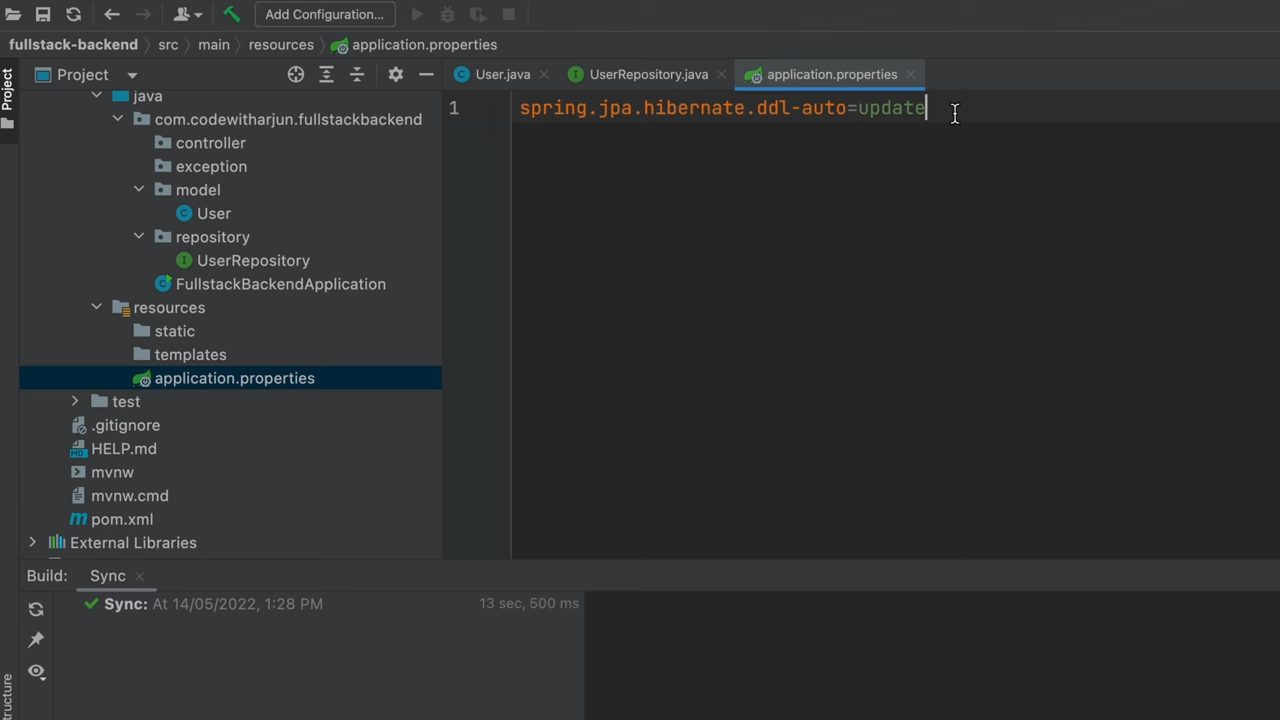 Add Configuration...
fullstack-backend src main resources application.properties
Project
Project
User.java
UserRepository.java
application.properties
1 spring.jpa.hibernate.ddl-auto=update
java
com.codewitharjun.fullstackbackend
controller
exception
model
C User
repository
I UserRepository
C FullstackBackendApplication
resources
static
templates
application.properties
test
.gitignore
MD HELP.md
mvnw
mvnw.cmd
m pom.xml
External Libraries
Build: Sync
Sync: At 14/05/2022, 1:28 PM 13 sec, 500 ms